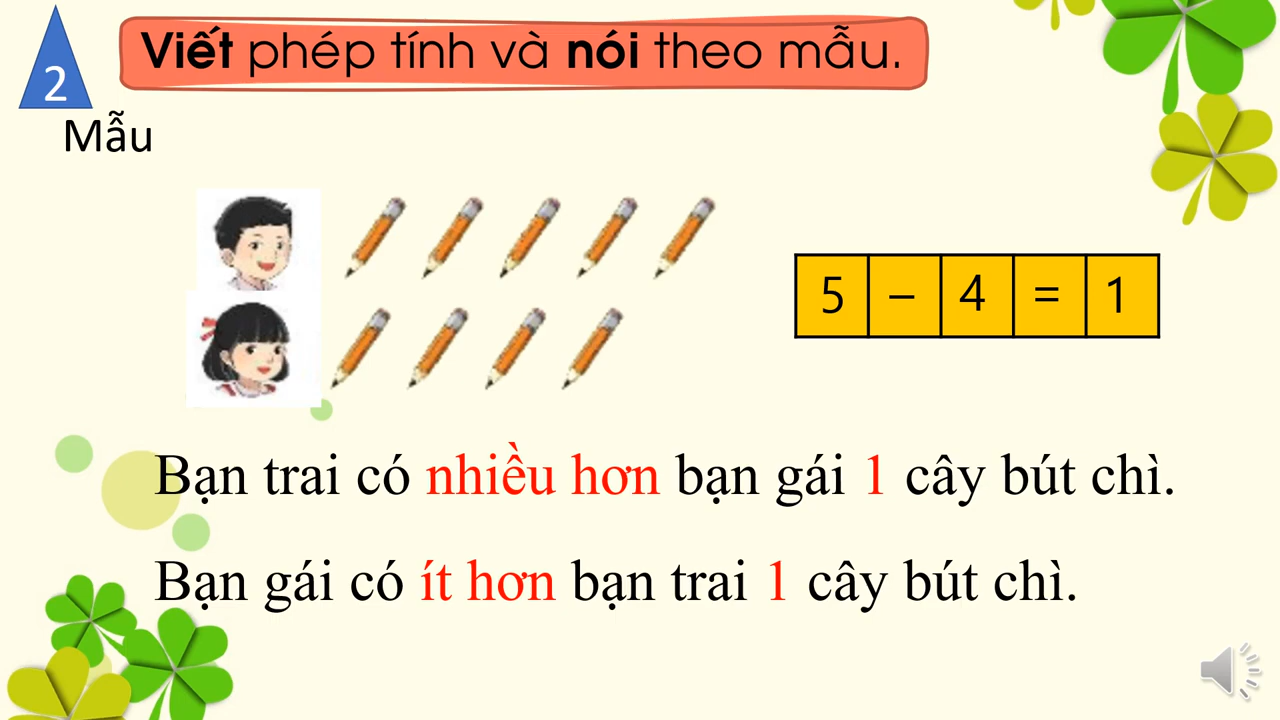 2
Viết phép tính và nói theo mẫu.
Mẫu
5 – 4 = 1
Bạn trai có nhiều hơn bạn gái 1 cây bút chì.
Bạn gái có ít hơn bạn trai 1 cây bút chì.